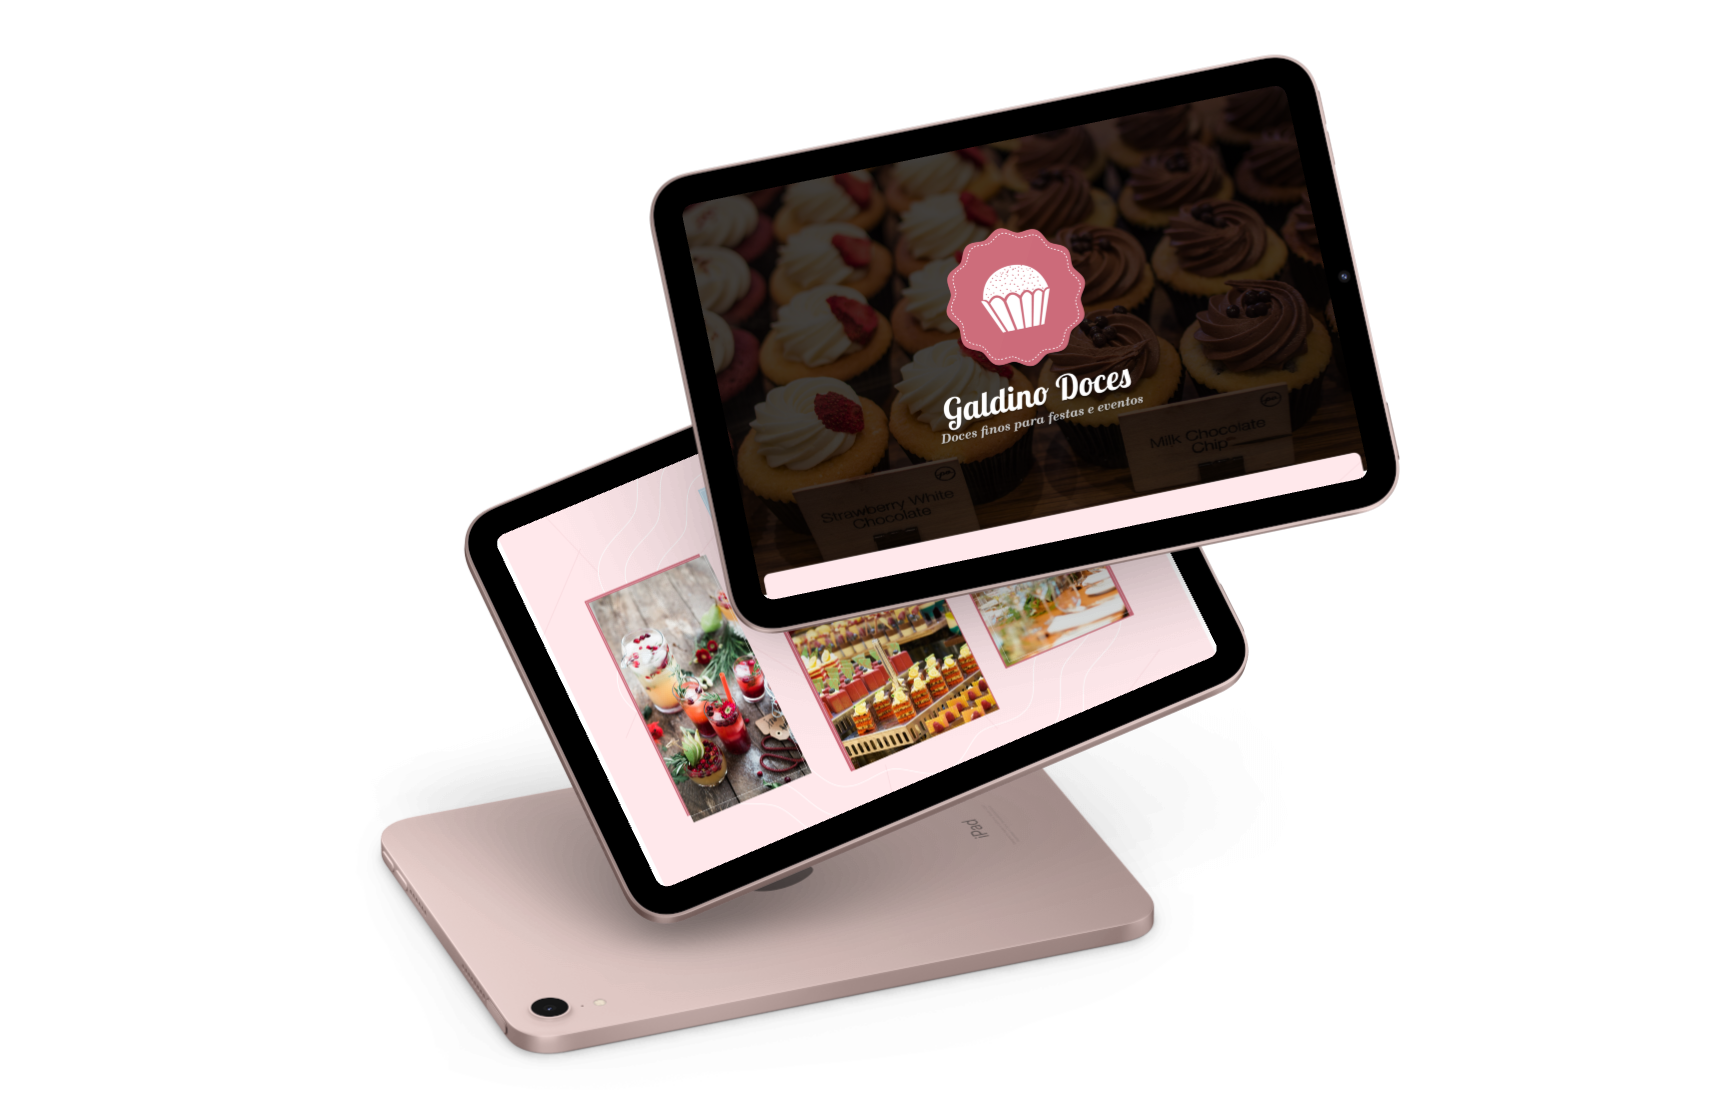 Galdino Doces
Doces finos para festas e eventos
Milk Chocolate
Chip
Strawberry White
Chocolate
iPad